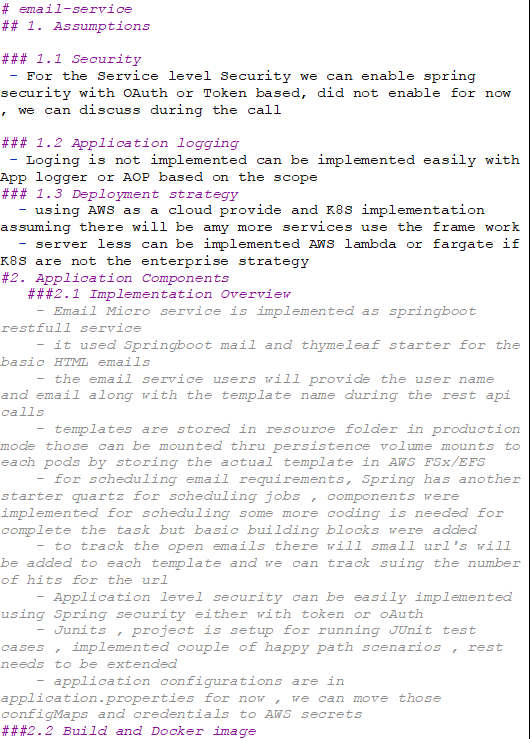 # email-service
## 1. Assumptions
### 1.1 Security
- For the Service level Security we can enable spring
security with OAuth or Token based, did not enable for now
, we can discuss during the call
### 1.2 Application logging
- Loging is not implemented can be implemented easily with
App logger or AOP based on the scope
### 1.3 Deployment strategy
- using AWS as a cloud provide and K8S implementation
assuming there will be amy more services use the frame work
- server less can be implemented AWS lambda or fargate if
K8S are not the enterprise strategy
#2. Application Components
###2.1 Implementation Overview
- Email Micro service is implemented as springboot
restfull service
- it used Springboot mail and thymeleaf starter for the
basic HTML emails
- the email service users will provide the user name
and email along with the template name during the rest api
calls
- templates are stored in resource folder in production
mode those can be mounted thru persistence volume mounts to
each pods by storing the actual template in AWS FSx/EFS
- for scheduling email requirements, Spring has another
starter quartz for scheduling jobs , components were
implemented for scheduling some more coding is needed for
complete the task but basic building blocks were added
- to track the open emails there will small url's will
be added to each template and we can track suing the number
of hits for the url
- Application level security can be easily implemented
using Spring security either with token or oAuth
- Junits , project is setup for running JUnit test
cases , implemented couple of happy path scenarios , rest
needs to be extended
- application configurations are in
application.properties for now , we can move those
configMaps and credentials to AWS secrets
###2.2 Build and Docker image